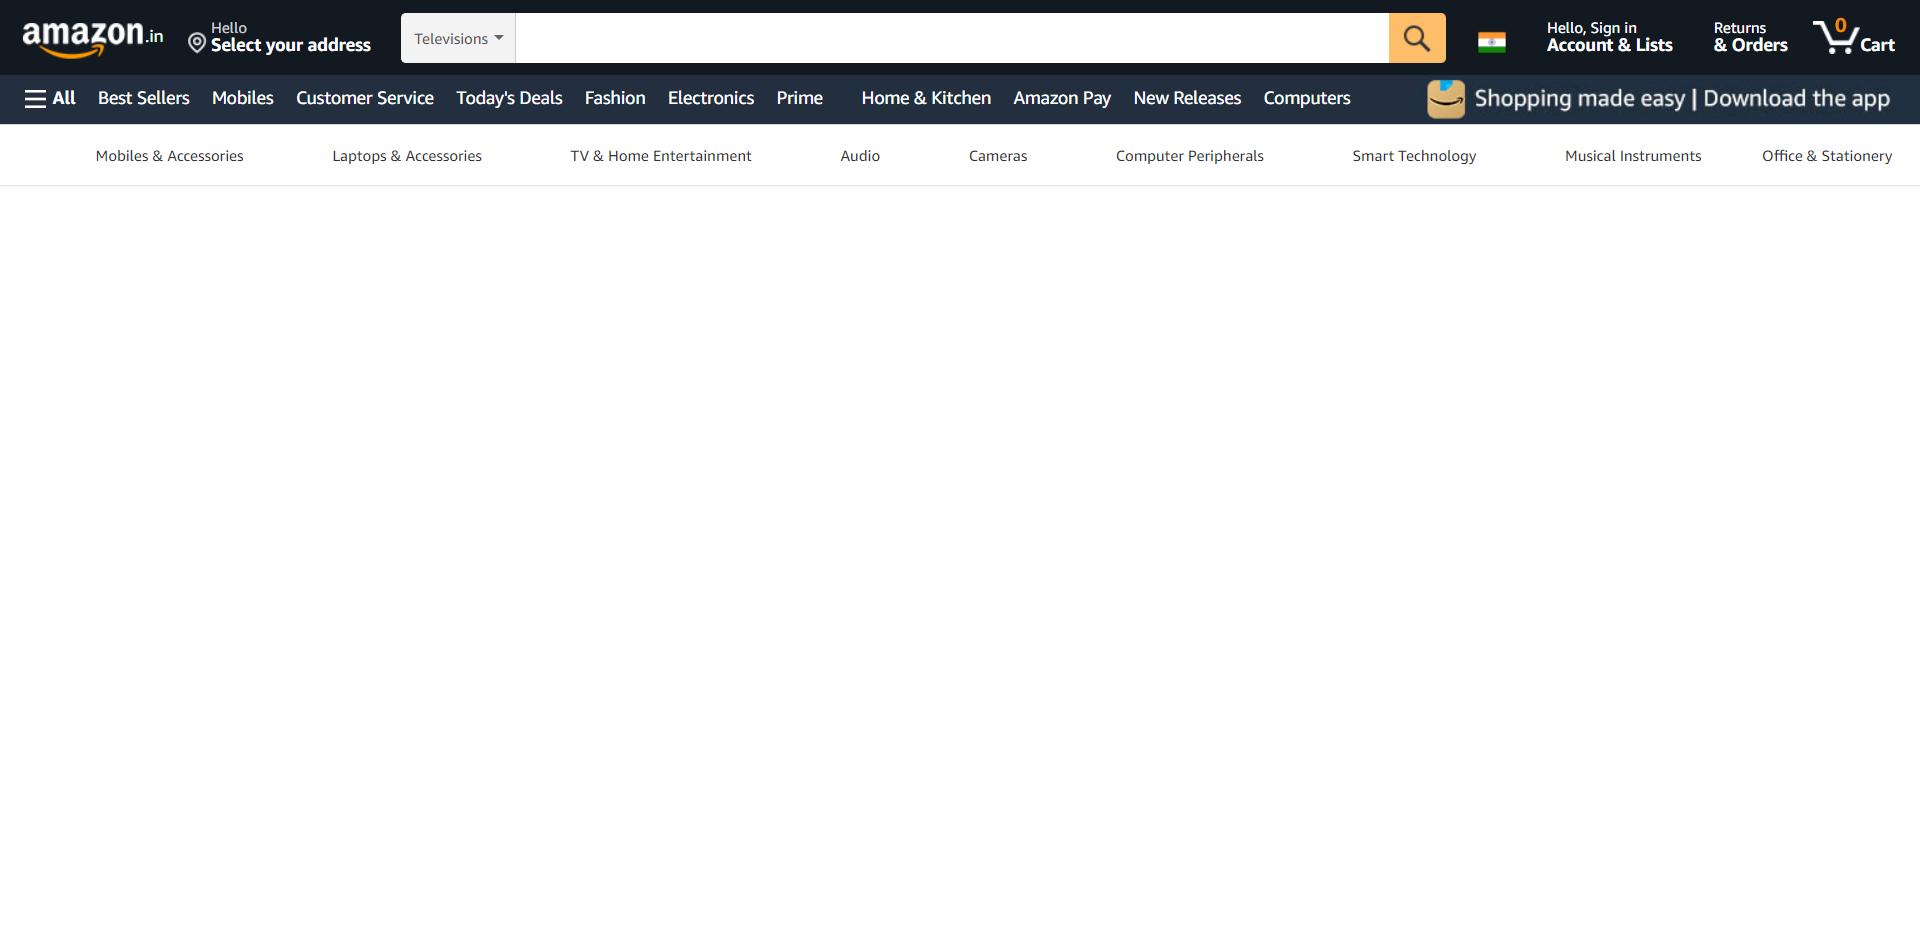 amazon.in
Hello
Select your address
Televisions
Hello, Sign in
Account & Lists
Returns
& Orders
0
Cart
All
Best Sellers
Mobiles
Customer Service
Today's Deals
Fashion
Electronics
Prime
Home & Kitchen
Amazon Pay
New Releases
Computers
Shopping made easy | Download the app
Mobiles & Accessories
Laptops & Accessories
TV & Home Entertainment
Audio
Cameras
Computer Peripherals
Smart Technology
Musical Instruments
Office & Stationery